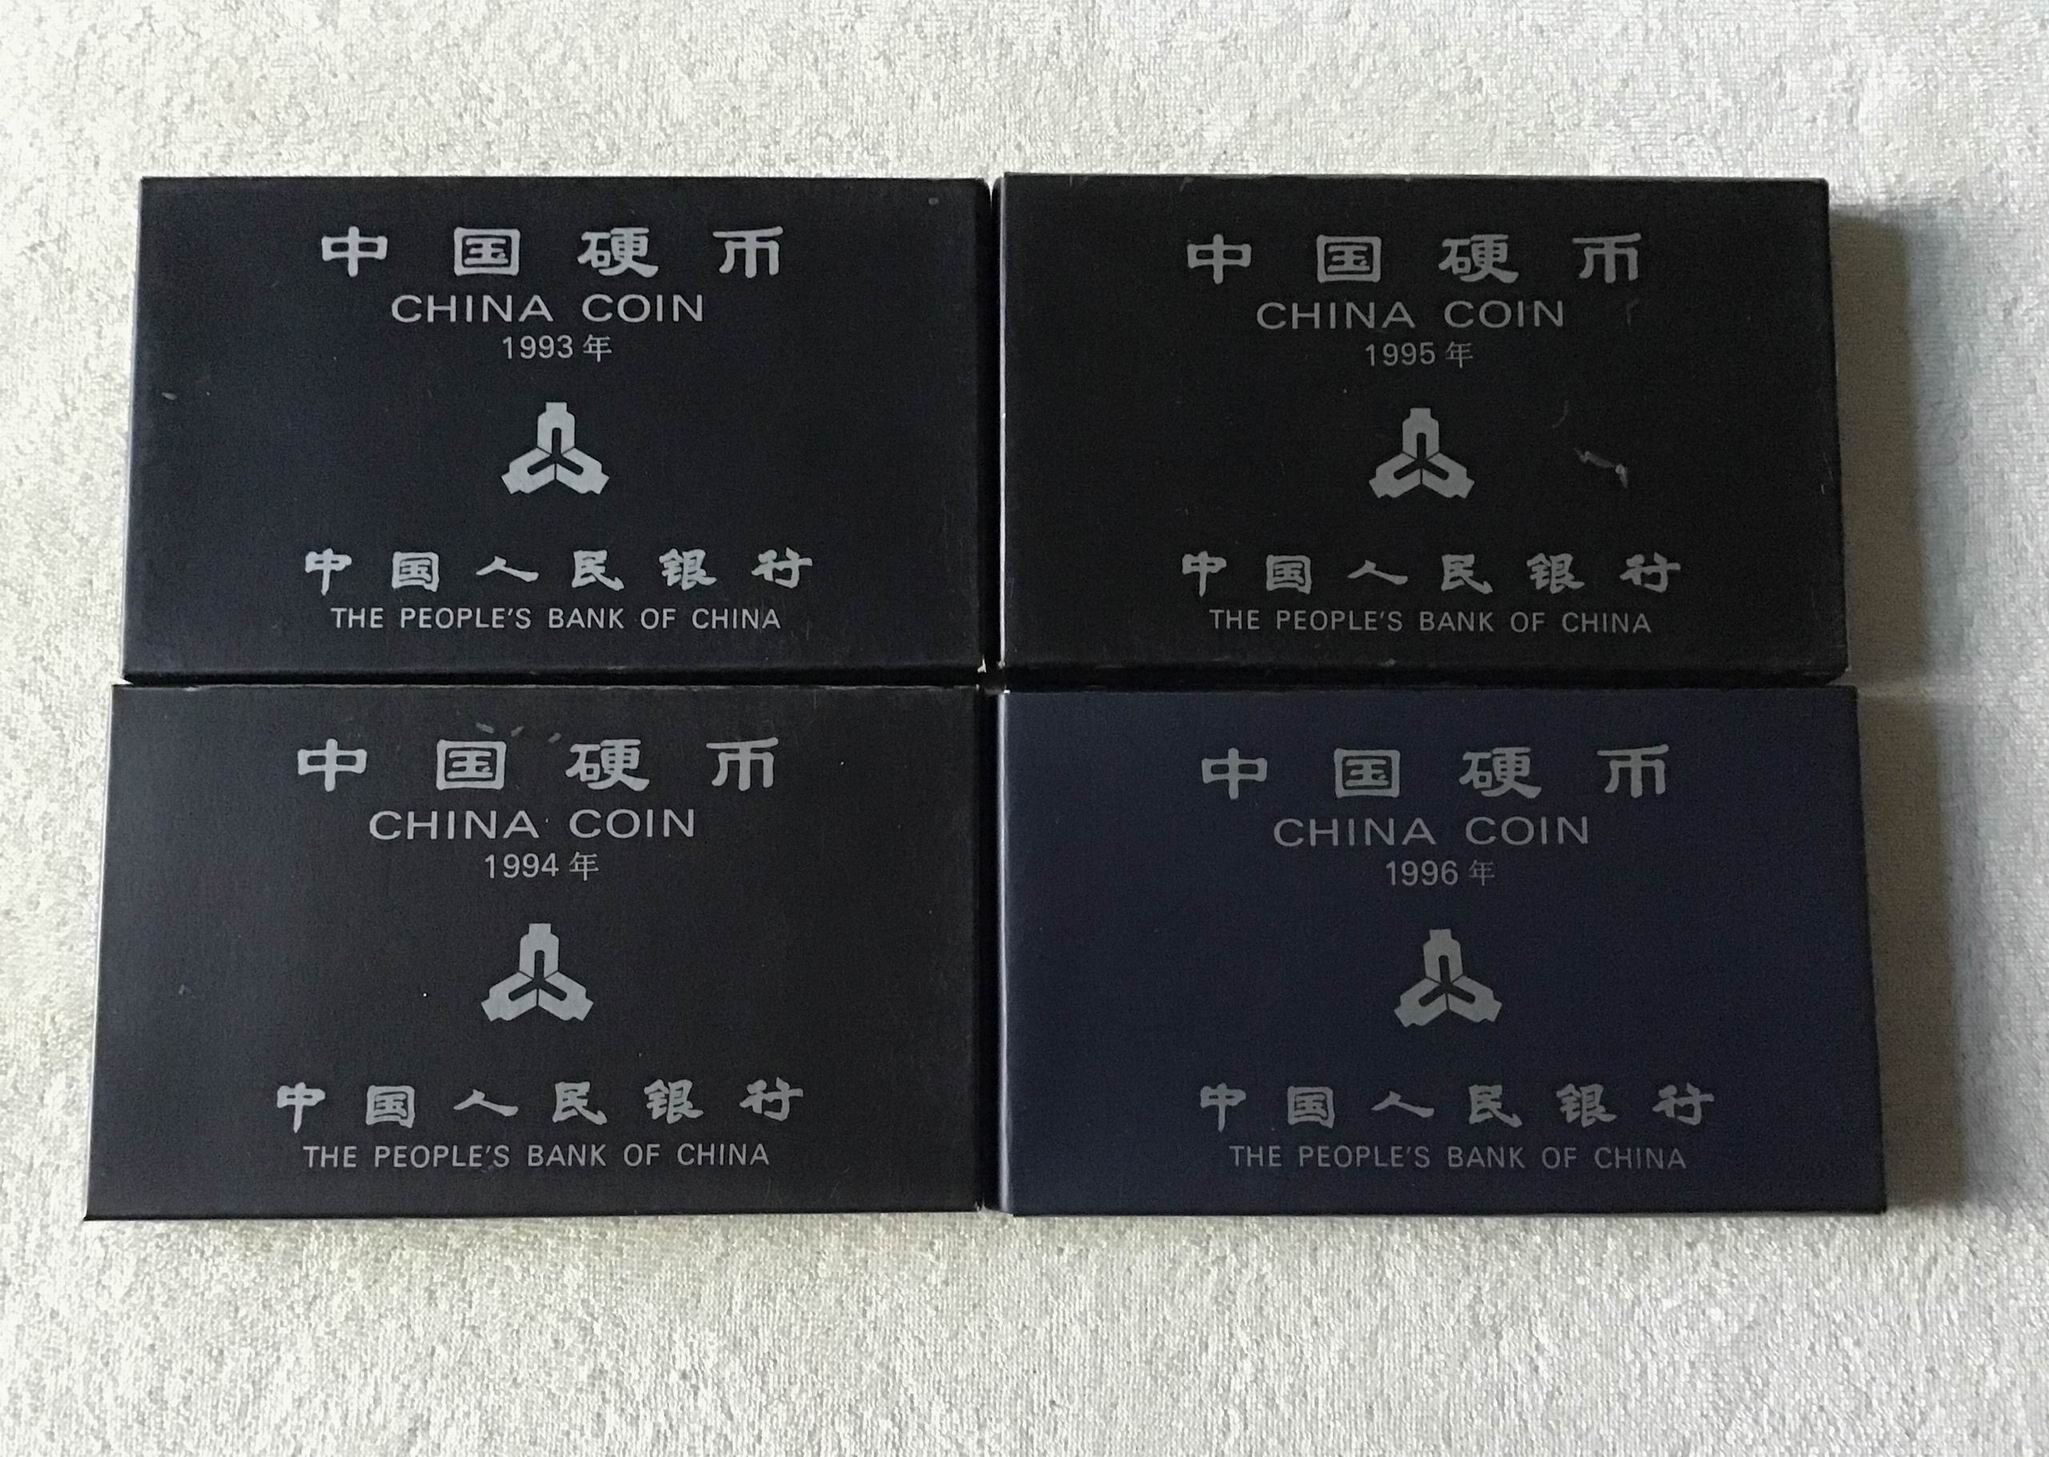 中国硬币
CHINA COIN
1993年
中国人民银行
THE PEOPLE'S BANK OF CHINA
中国硬币
CHINA COIN
1995年
中国人民银行
THE PEOPLE'S BANK OF CHINA
中国硬币
CHINA COIN
1994年
中国人民银行
THE PEOPLE'S BANK OF CHINA
中国硬币
CHINA COIN
1996年
中国人民银行
THE PEOPLE'S BANK OF CHINA